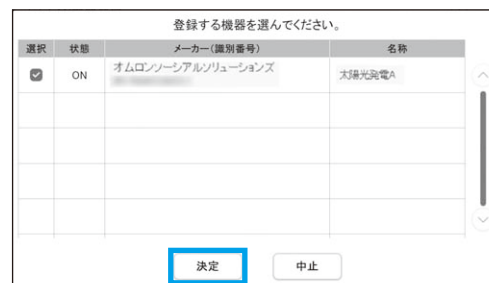 登録する機器を選んでください。
選択 状態 メーカー(識別番号) 名称
ON オムロンソーシアルソリューションズ 太陽光発電A
決定 中止